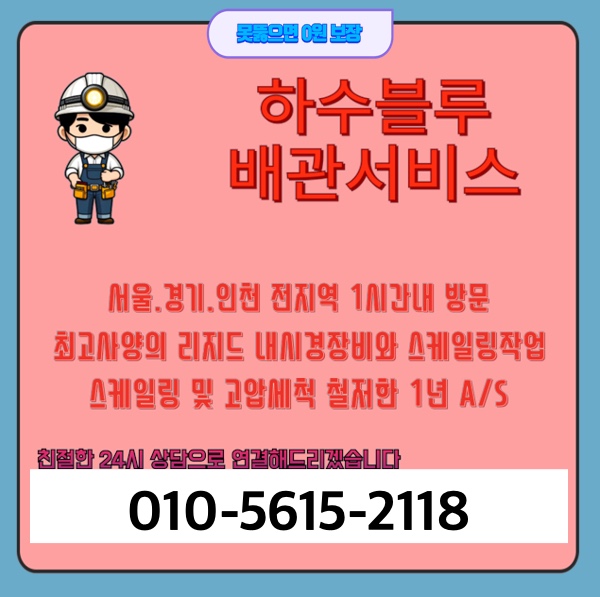 못뚫으면 0원 보장
하수블루
배관서비스
서울.경기.인천 전지역 1시간내 방문
최고사양의 리지드 내시경장비와 스케일링작업
스케일링 및 고압세척 철저한 1년 A/S
친절한 24시 상담으로 연결해드리겠습니다
010-5615-2118